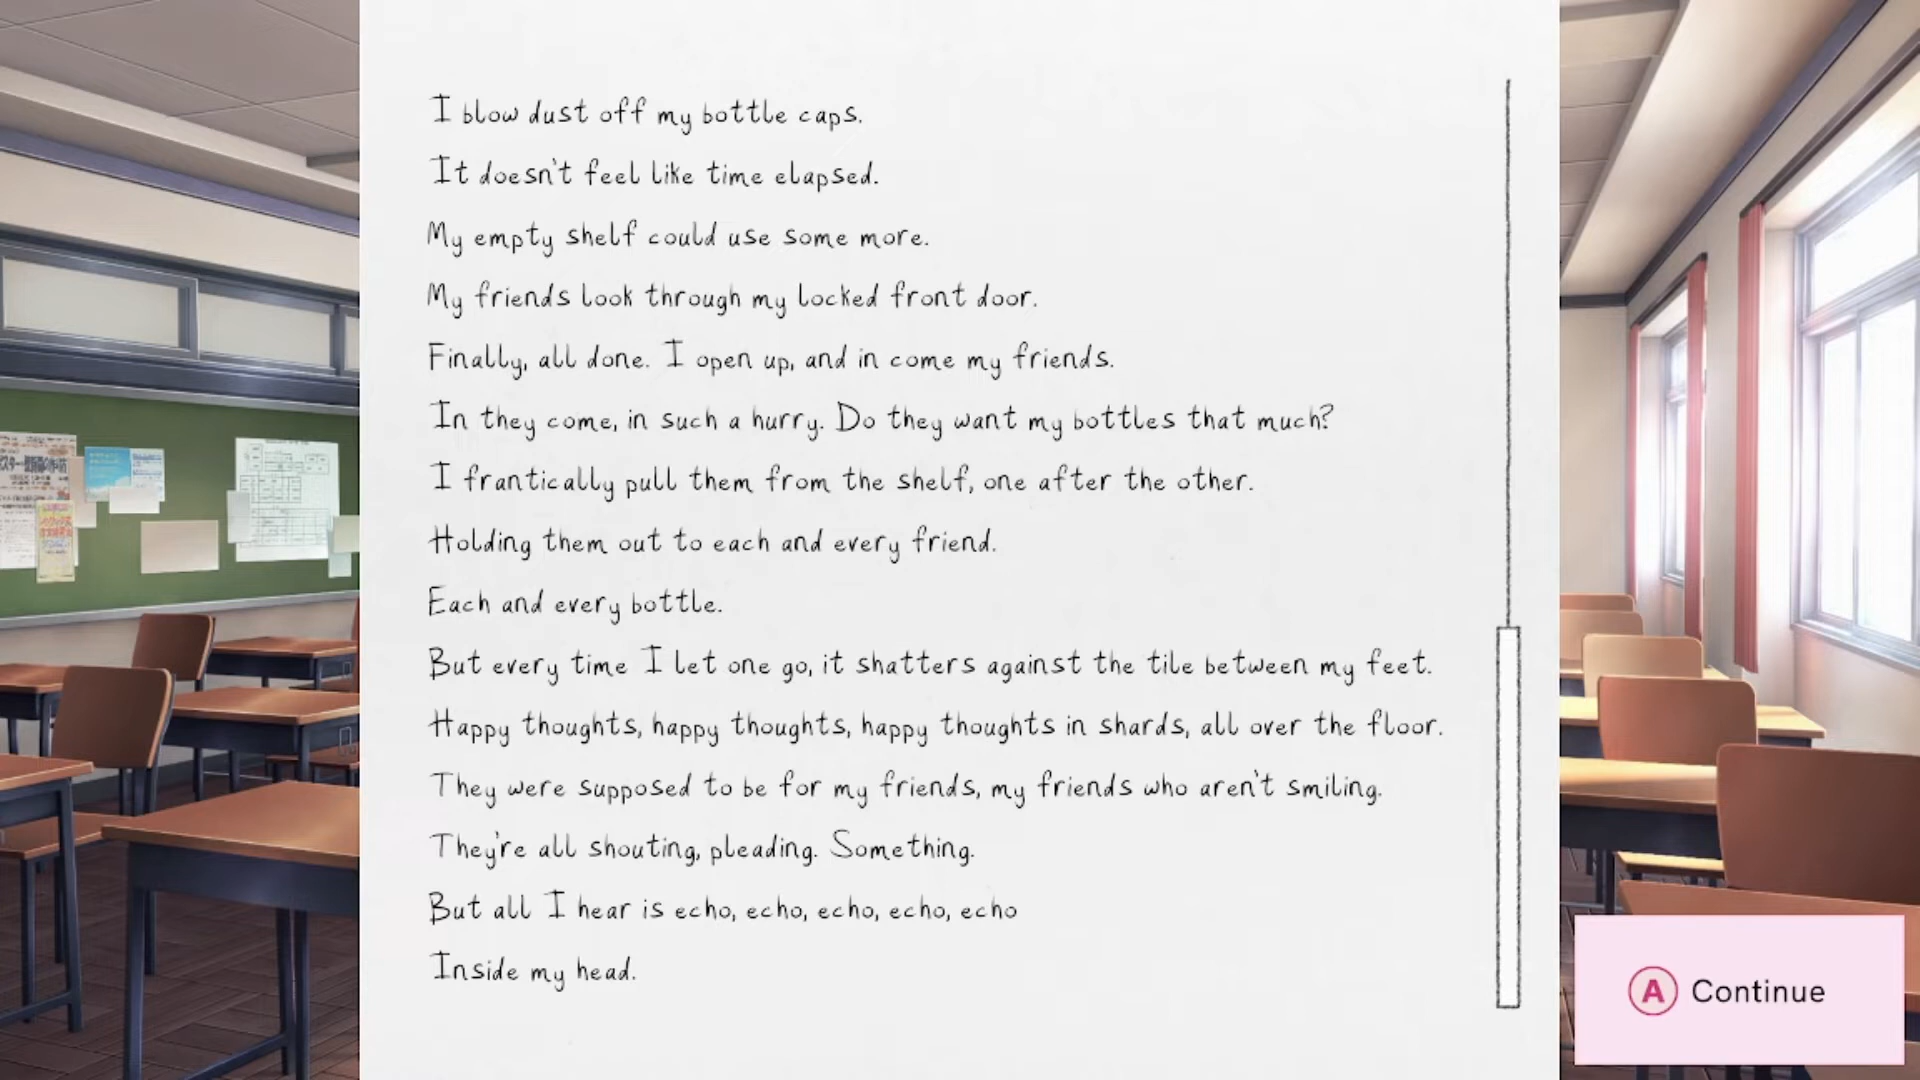 I blow dust off my bottle caps.
It doesn't feel like time elapsed.
My empty shelf could use some more.
My friends look through my locked front door.
Finally, all done. I open up, and in come my friends.
In they come, in such a hurry. Do they want my bottles that much?
I frantically pull them from the shelf, one after the other.
Holding them out to each and every friend.
Each and every bottle.
But every time I let one go, it shatters against the tile between my feet.
Happy thoughts, happy thoughts, happy thoughts in shards, all over the floor.
They were supposed to be for my friends, my friends who aren't smiling.
They're all shouting, pleading. Something.
But all I hear is echo, echo, echo, echo, echo
Inside my head.
A Continue